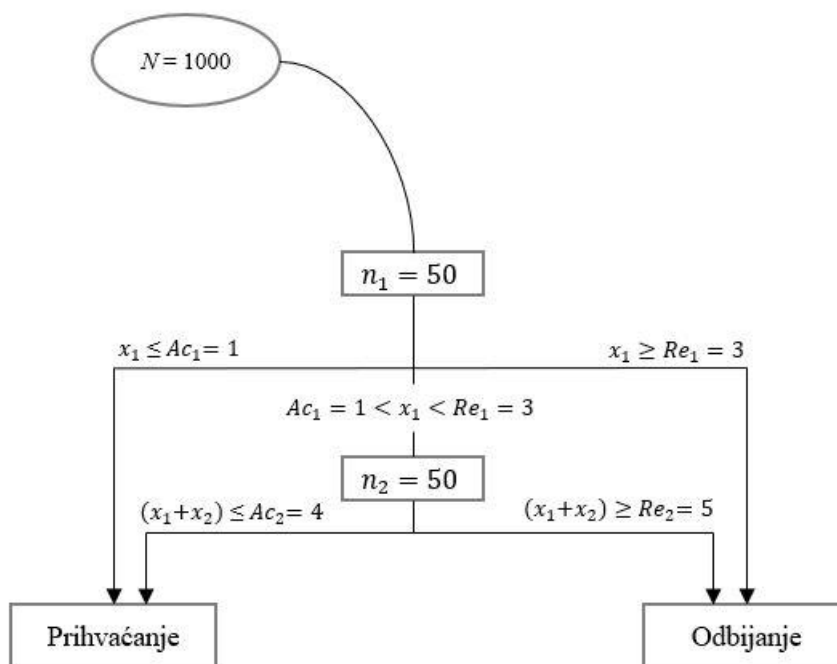 N = 1000
n₁ = 50
x₁ ≤ Ac₁= 1
x₁ ≥ Re₁ = 3
Ac₁ = 1 < x₁ < Re₁ = 3
n₂ = 50
(x₁+x₂) ≤ Ac₂= 4
(x₁+x₂) ≥ Re₂= 5
Prihvaćanje
Odbijanje